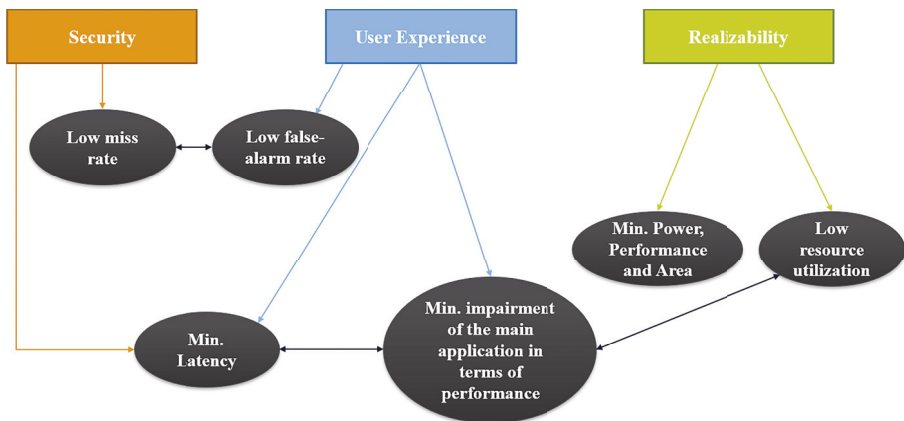 Security
User Experience
Realizability
Low miss
rate
Low false-
alarm rate
Min. Power,
Performance
and Area
Low
resource
utilization
Min.
Latency
Min. impairment
of the main
application in
terms of
performance